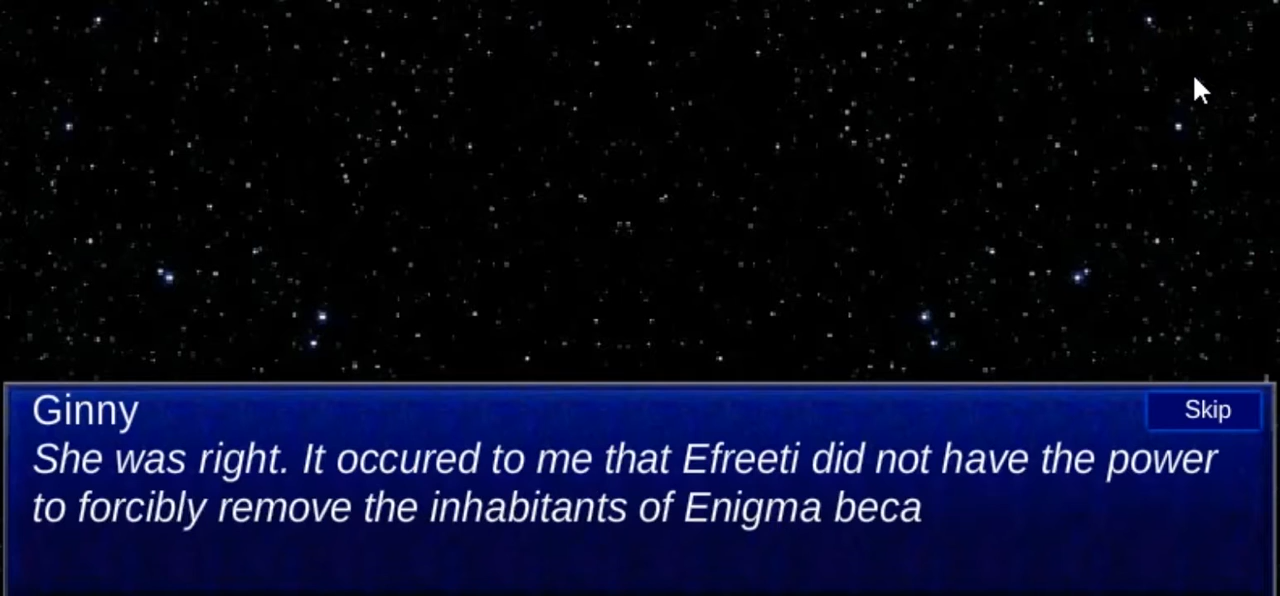 Ginny
Skip
She was right. It occured to me that Efreeti did not have the power
to forcibly remove the inhabitants of Enigma beca